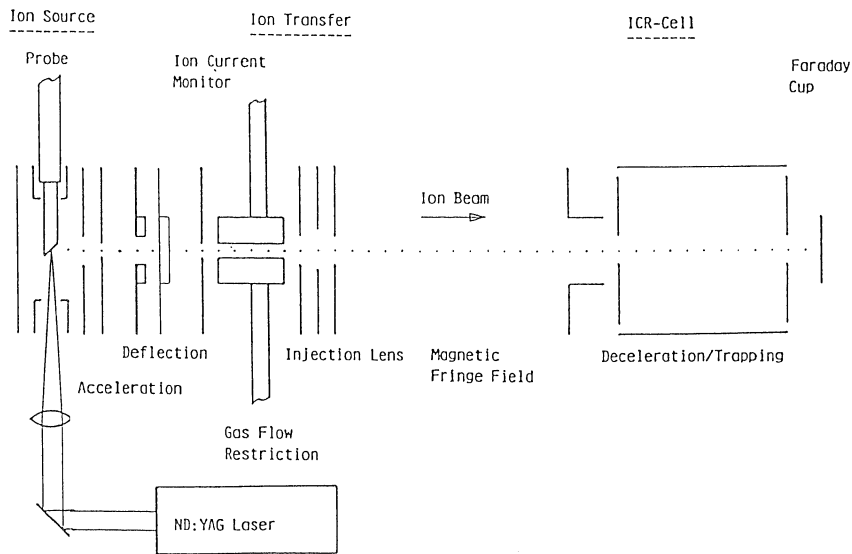 Ion Source
Ion Transfer
ICR-Cell
Probe
Ion Current
Monitor
Faraday
Cup
Ion Beam
Deflection
Injection Lens
Magnetic
Fringe Field
Deceleration/Trapping
Acceleration
Gas Flow
Restriction
ND:YAG Laser